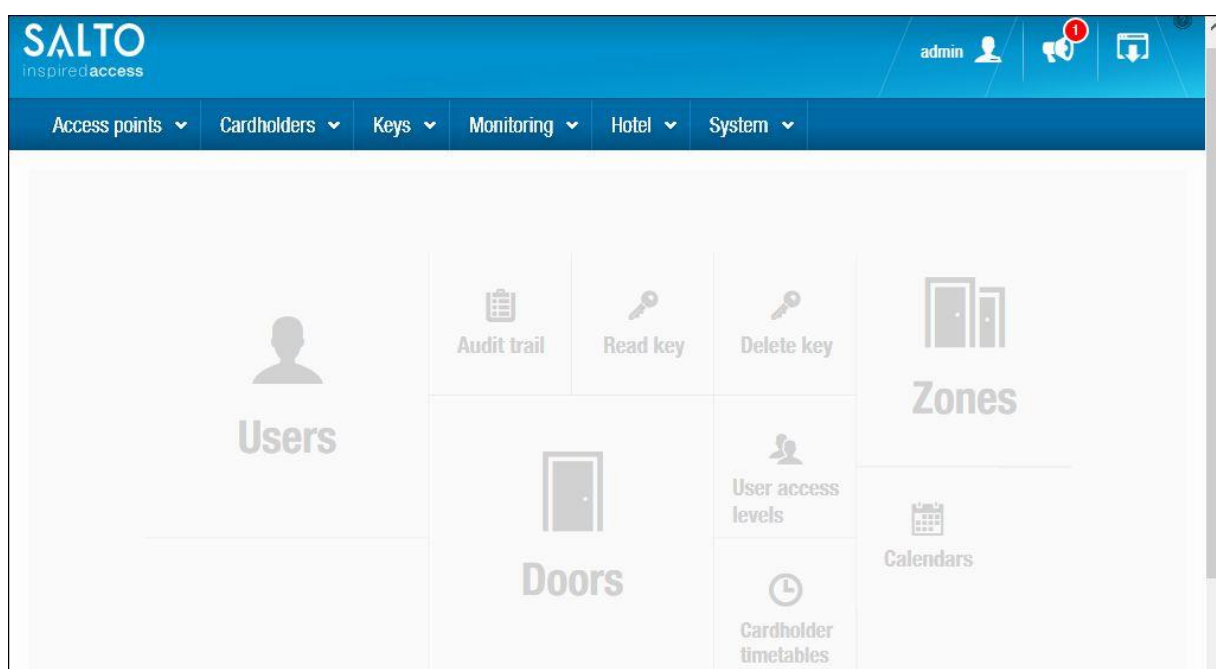 SALTO
inspiredaccess
admin
1
Access points
Cardholders
Keys
Monitoring
Hotel
System
Audit trail
Read key
Delete key
Users
Zones
User access
levels
Doors
Calendars
Cardholder
timetables